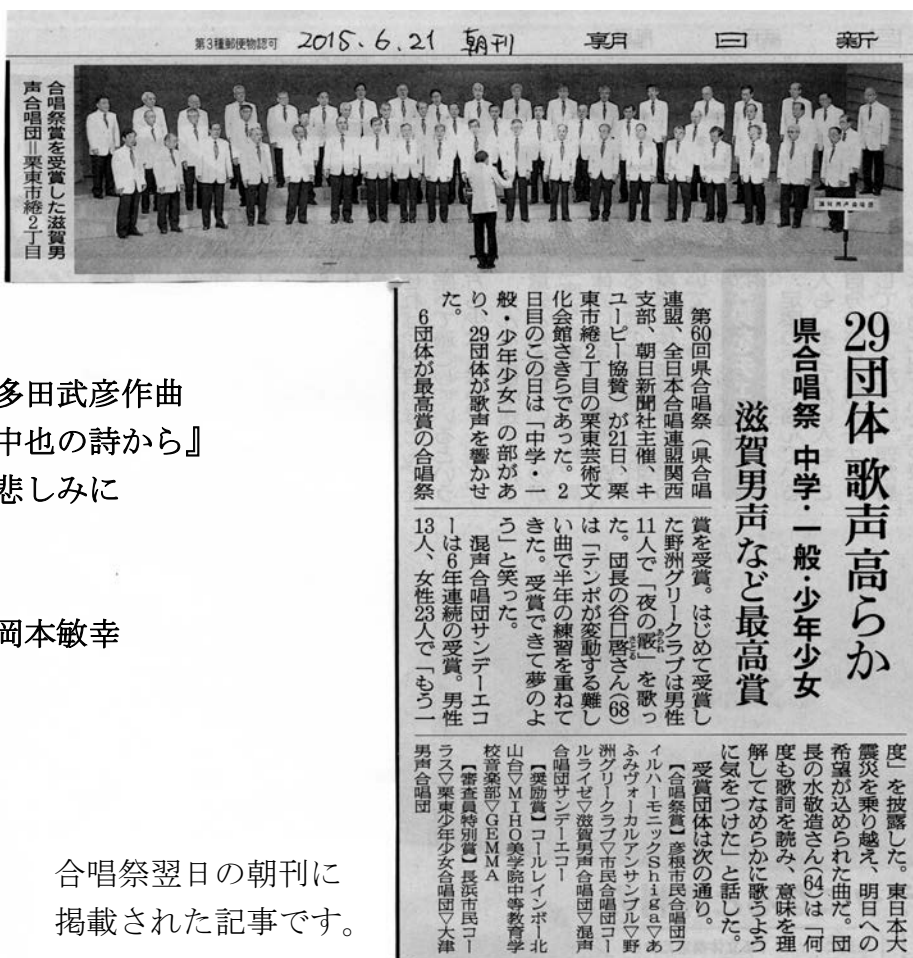 第3種郵便物認可 2015.6.21 朝刊 朝 日 新
合唱祭賞を受賞した滋賀男
声合唱団＝栗東市綣2丁目
29団体 歌声高らか
県合唱祭 中学・一般・少年少女
滋賀男声など最高賞
第60回県合唱祭（県合唱
連盟、全日本合唱連盟関西
支部、朝日新聞社主催、キ
ユーピー協賛）が21日、栗
東市綣2丁目の栗東芸術文
化会館さきらであった。2
日目のこの日は「中学・一
般・少年少女」の部があ
り、29団体が歌声を響かせ
た。
6団体が最高賞の合唱祭
賞を受賞。はじめて受賞し
た野洲グリークラブは男性
11人で「夜の霰」を歌っ
た。団長の谷口啓さん(68)
は「テンポが変動する難し
い曲で半年の練習を重ねて
きた。受賞できて夢のよ
う」と笑った。
混声合唱団サンデーエコ
ーは6年連続の受賞。男性
13人、女性23人で「もう一
度」を披露した。東日本大
震災を乗り越え、明日への
希望が込められた曲だ。団
長の水敬造さん(64)は「何
度も歌詞を読み、意味を理
解してなめらかに歌うよう
に気をつけた」と話した。
受賞団体は次の通り。
【合唱祭賞】彦根市民合唱団フ
ィルハーモニックShiga▽あ
ふみヴォーカルアンサンブル▽野
洲グリークラブ▽市民合唱団コー
ルライゼ▽滋賀男声合唱団▽混声
合唱団サンデーエコー
【奨励賞】コールレインボー北
山台▽MIHO美学院中等教育学
校音楽部▽GEMMA
【審査員特別賞】長浜市民コー
ラス▽栗東少年少女合唱団▽大津
男声合唱団
多田武彦作曲
中也の詩から』
悲しみに
岡本敏幸
合唱祭翌日の朝刊に
掲載された記事です。